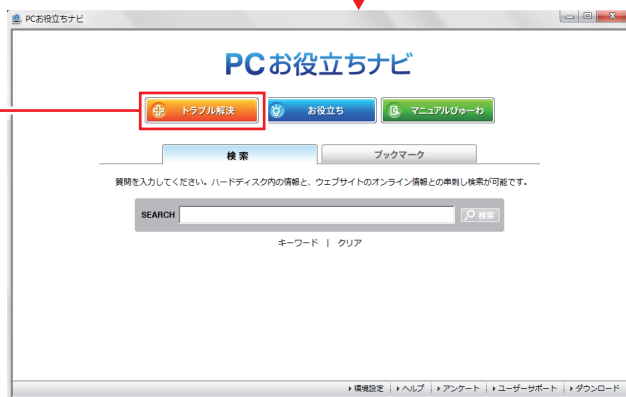 PCお役立ちナビ
PCお役立ちナビ
トラブル解決 お役立ち マニュアルびゅーわ
検索 ブックマーク
質問を入力してください。ハードディスク内の情報と、ウェブサイトのオンライン情報との串刺し検索が可能です。
SEARCH 検索
キーワード | クリア
環境設定 | ヘルプ | アンケート | ユーザーサポート | ダウンロード